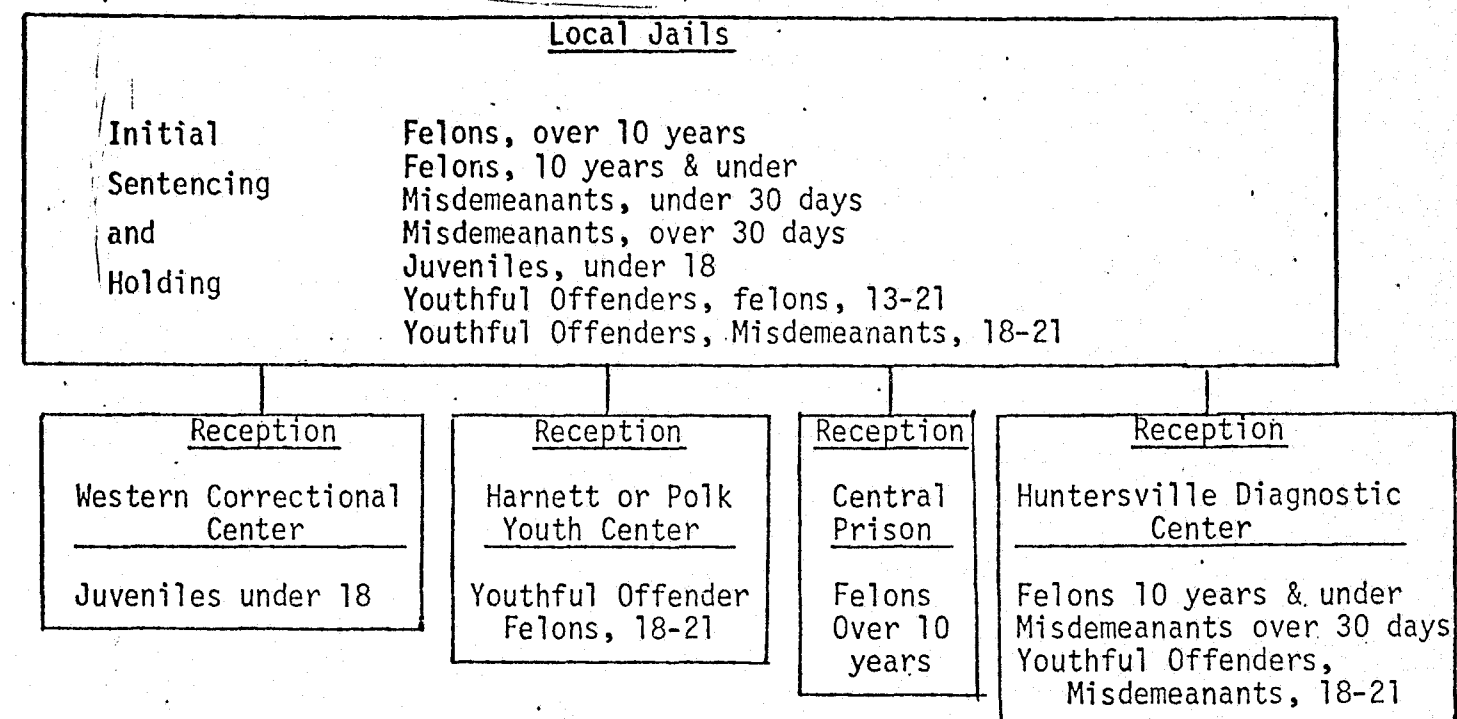 Local Jails
Initial
Sentencing
and
Holding
Felons, over 10 years
Felons, 10 years & under
Misdemeanants, under 30 days
Misdemeanants, over 30 days
Juveniles, under 18
Youthful Offenders, felons, 13-21
Youthful Offenders, Misdemeanants, 18-21
Reception
Western Correctional
Center
Juveniles under 18
Reception
Harnett or Polk
Youth Center
Youthful Offender
Felons, 18-21
Reception
Central
Prison
Felons
Over 10
years
Reception
Huntersville Diagnostic
Center
Felons 10 years & under
Misdemeanants over 30 days
Youthful Offenders,
Misdemeanants, 18-21